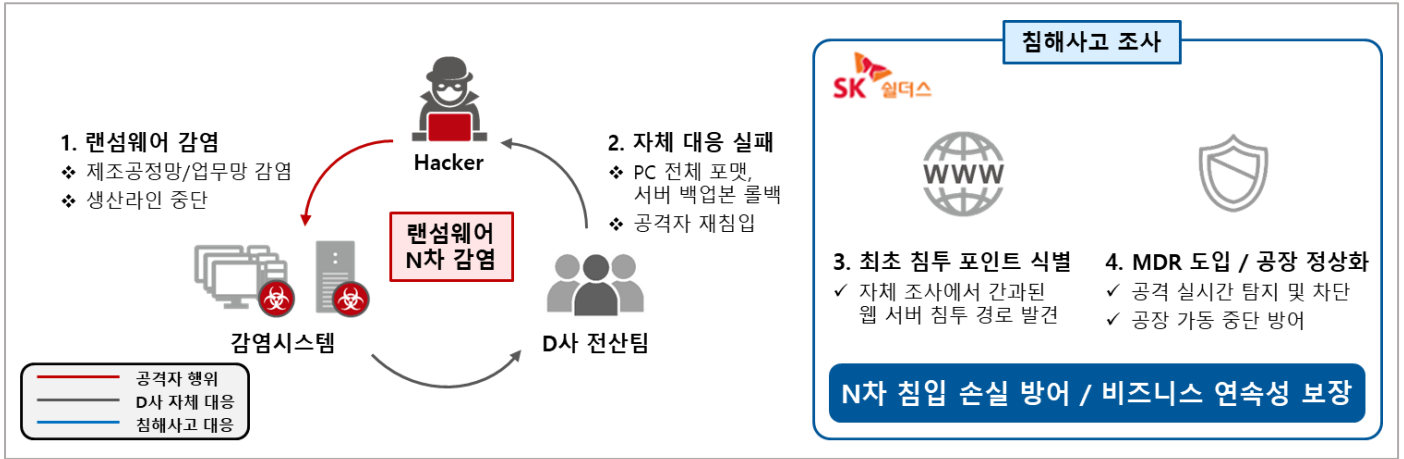 침해사고 조사
SK 쉴더스
Hacker
1. 랜섬웨어 감염
❖ 제조공정망/업무망 감염
❖ 생산라인 중단
2. 자체 대응 실패
❖ PC 전체 포맷,
서버 백업본 롤백
❖ 공격자 재침입
랜섬웨어
N차 감염
감염시스템
D사 전산팀
공격자 행위
D사 자체 대응
침해사고 대응
WWW
3. 최초 침투 포인트 식별
✓ 자체 조사에서 간과된
웹 서버 침투 경로 발견
4. MDR 도입 / 공장 정상화
✓ 공격 실시간 탐지 및 차단
✓ 공장 가동 중단 방어
N차 침입 손실 방어 / 비즈니스 연속성 보장